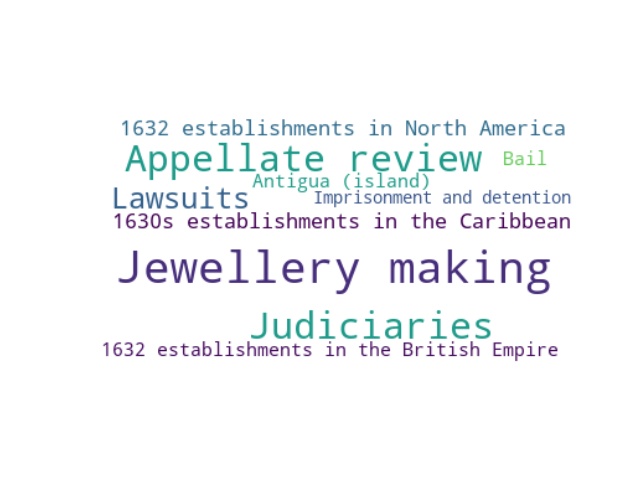 1632 establishments in North America
Appellate review Bail
Antigua (island)
Lawsuits Imprisonment and detention
1630s establishments in the Caribbean
Jewellery making
Judiciaries
1632 establishments in the British Empire